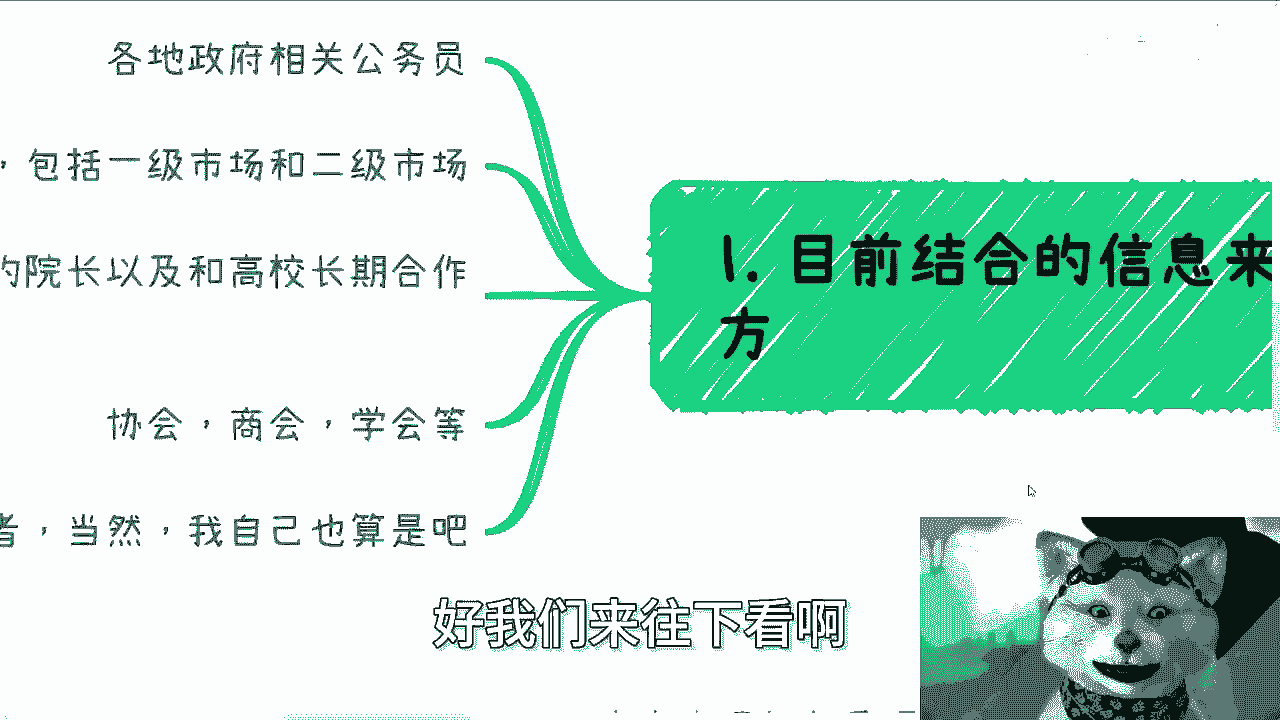 各地政府相关公务员
，包括一级市场和二级市场
的院长以及和高校长期合作
协会，商会，学会等
者，当然，我自己也算是吧
1. 目前结合的信息来
方
好我们来往下看啊